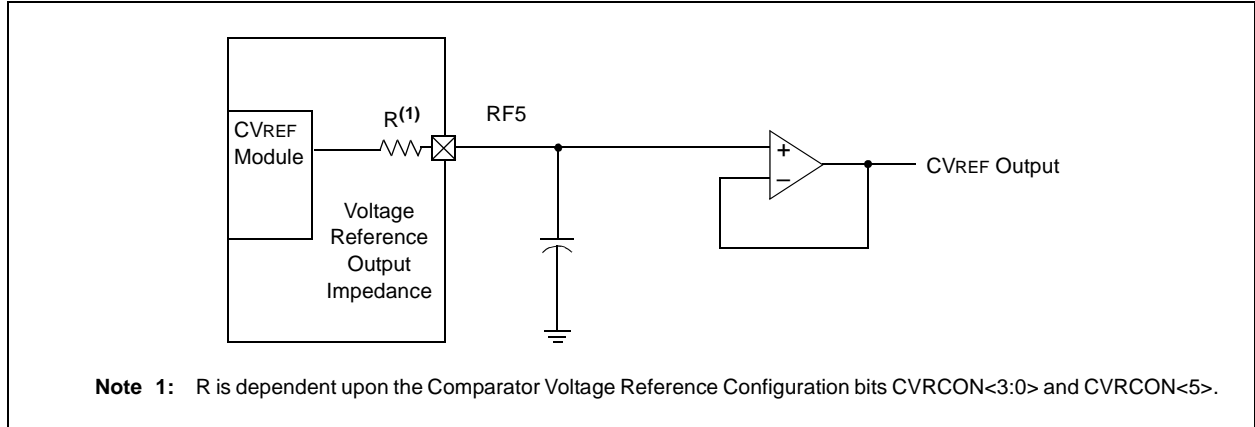 CVREF
Module
R(1)
RF5
+
–
CVREF Output
Voltage
Reference
Output
Impedance
Note 1: R is dependent upon the Comparator Voltage Reference Configuration bits CVRCON<3:0> and CVRCON<5>.